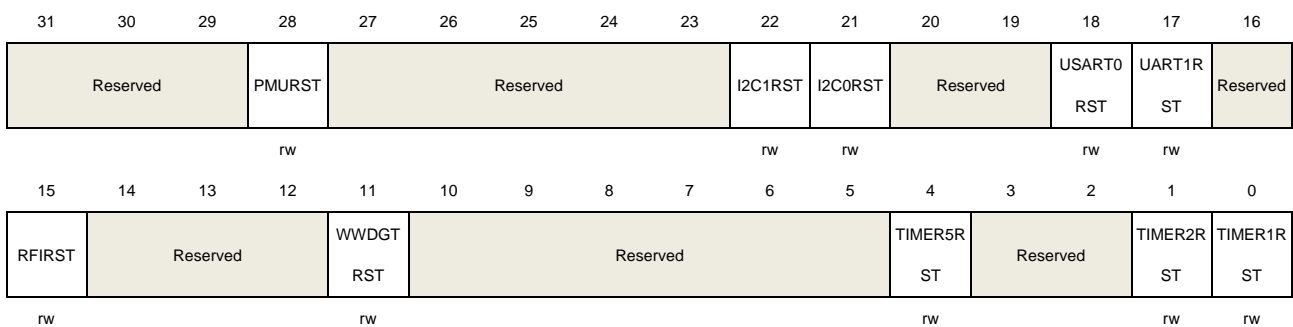 31 30 29 28 27 26 25 24 23 22 21 20 19 18 17 16
Reserved PMURST Reserved I2C1RST I2C0RST Reserved USART0 RST UART1R ST Reserved
rw rw rw rw rw
15 14 13 12 11 10 9 8 7 6 5 4 3 2 1 0
RFIRST Reserved WWDGT RST Reserved TIMER5R ST Reserved TIMER2R ST TIMER1R ST
rw rw rw rw rw